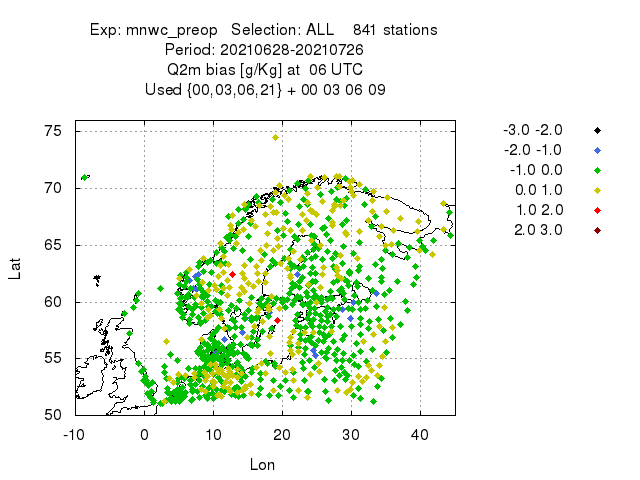 Exp: mnwc_preop   Selection: ALL    841 stations
Period: 20210628-20210726
Q2m bias [g/Kg] at  06 UTC
Used {00,03,06,21} + 00 03 06 09
-3.0 -2.0
-2.0 -1.0
-1.0 0.0
0.0 1.0
1.0 2.0
2.0 3.0
75
70
65
60
55
50
Lat
-10 0 10 20 30 40
Lon